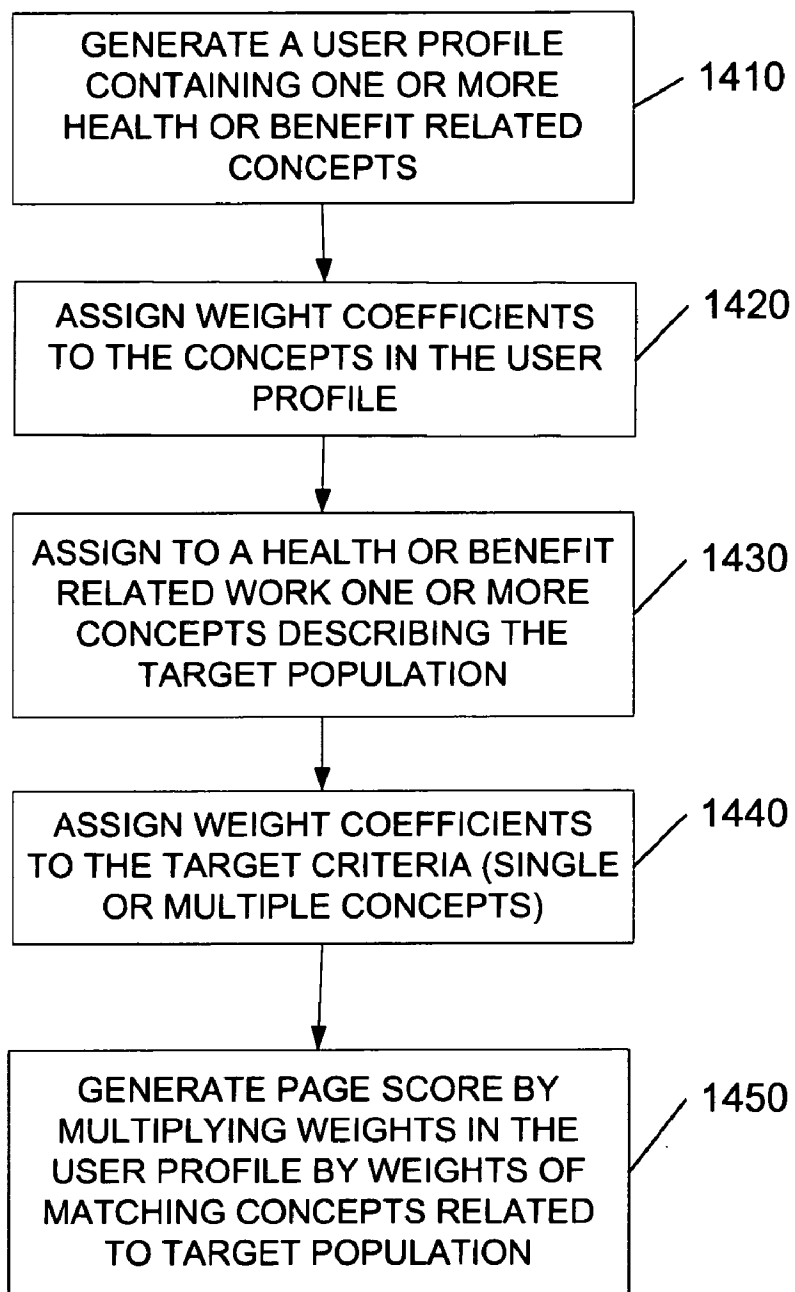 GENERATE A USER PROFILE
CONTAINING ONE OR MORE
HEALTH OR BENEFIT RELATED
CONCEPTS
1410
ASSIGN WEIGHT COEFFICIENTS
TO THE CONCEPTS IN THE USER
PROFILE
1420
ASSIGN TO A HEALTH OR BENEFIT
RELATED WORK ONE OR MORE
CONCEPTS DESCRIBING THE
TARGET POPULATION
1430
ASSIGN WEIGHT COEFFICIENTS
TO THE TARGET CRITERIA (SINGLE
OR MULTIPLE CONCEPTS)
1440
GENERATE PAGE SCORE BY
MULTIPLYING WEIGHTS IN THE
USER PROFILE BY WEIGHTS OF
MATCHING CONCEPTS RELATED
TO TARGET POPULATION
1450